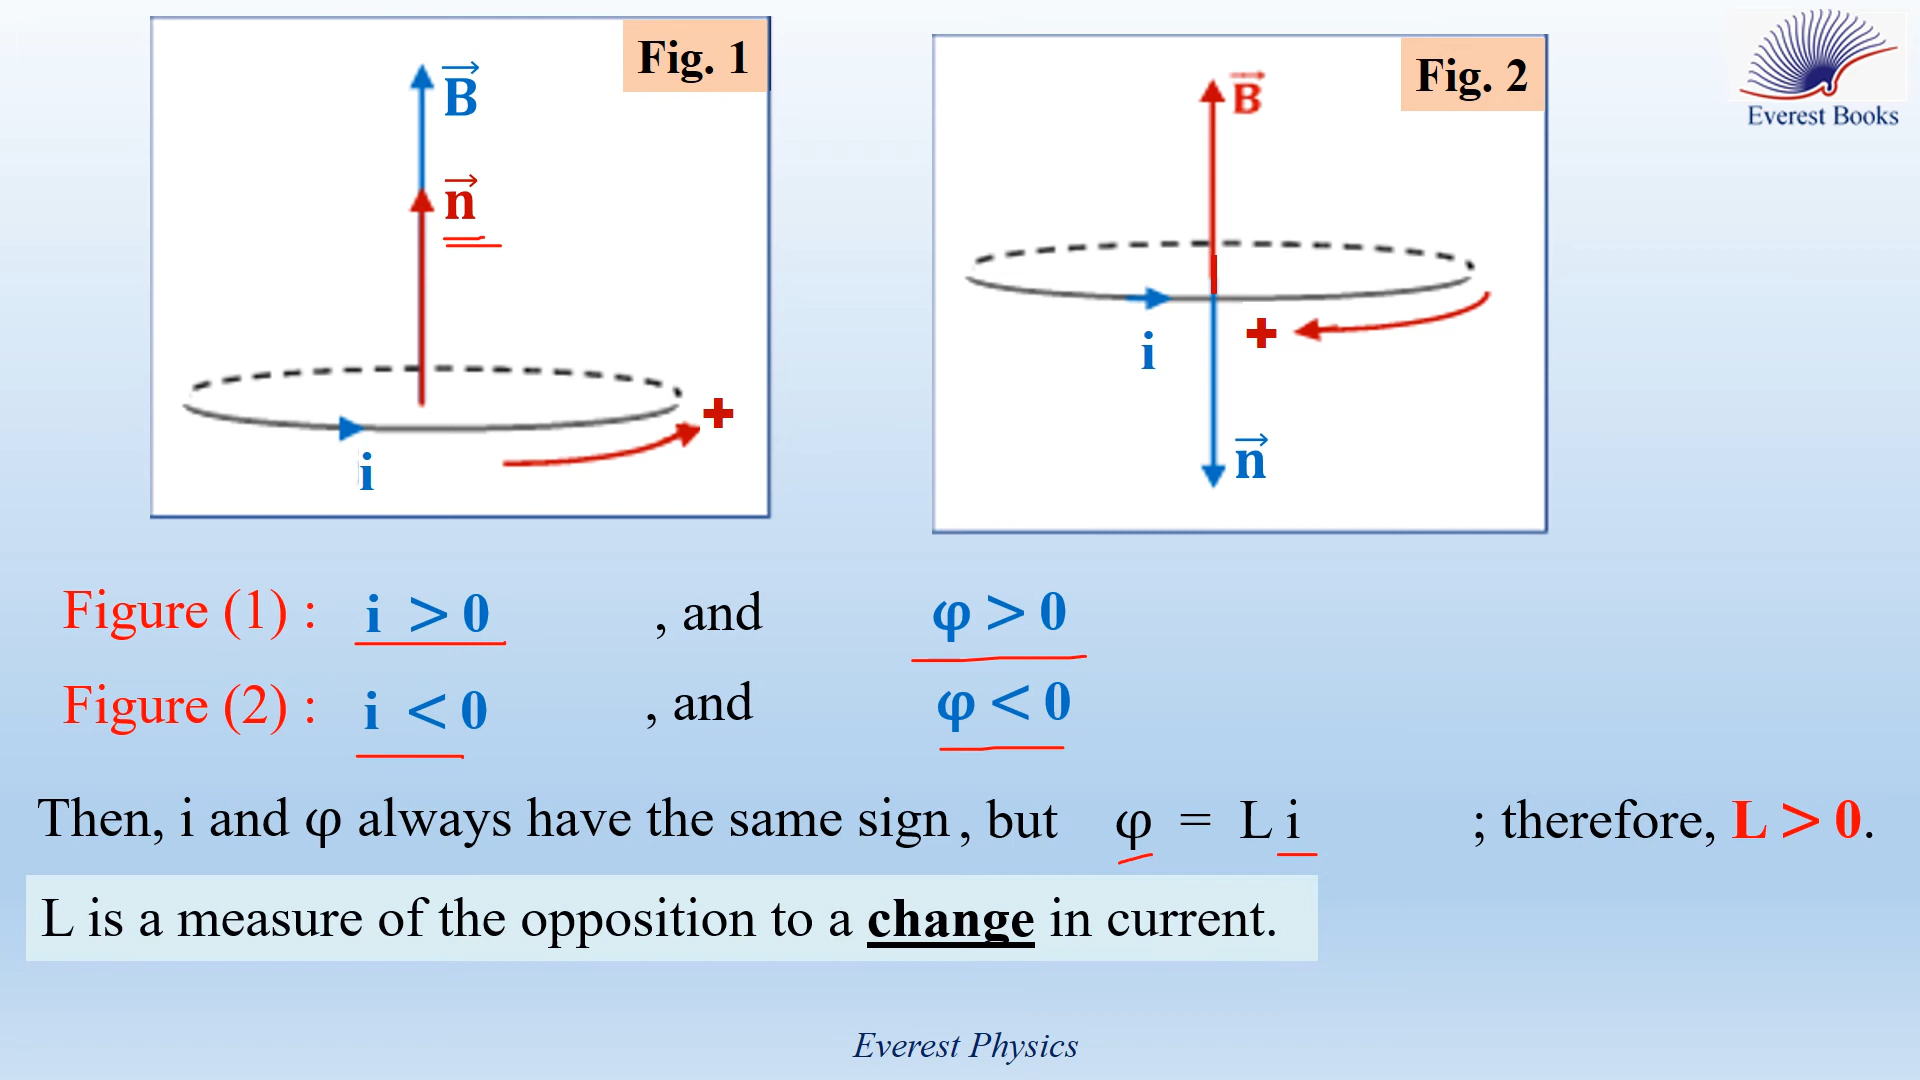 Fig. 1
B
n
i
+
Fig. 2
B
+
i
n
Everest Books
Figure (1) : i > 0 , and φ > 0
Figure (2) : i < 0 , and φ < 0
Then, i and φ always have the same sign , but φ = L i ; therefore, L > 0.
L is a measure of the opposition to a change in current.
Everest Physics